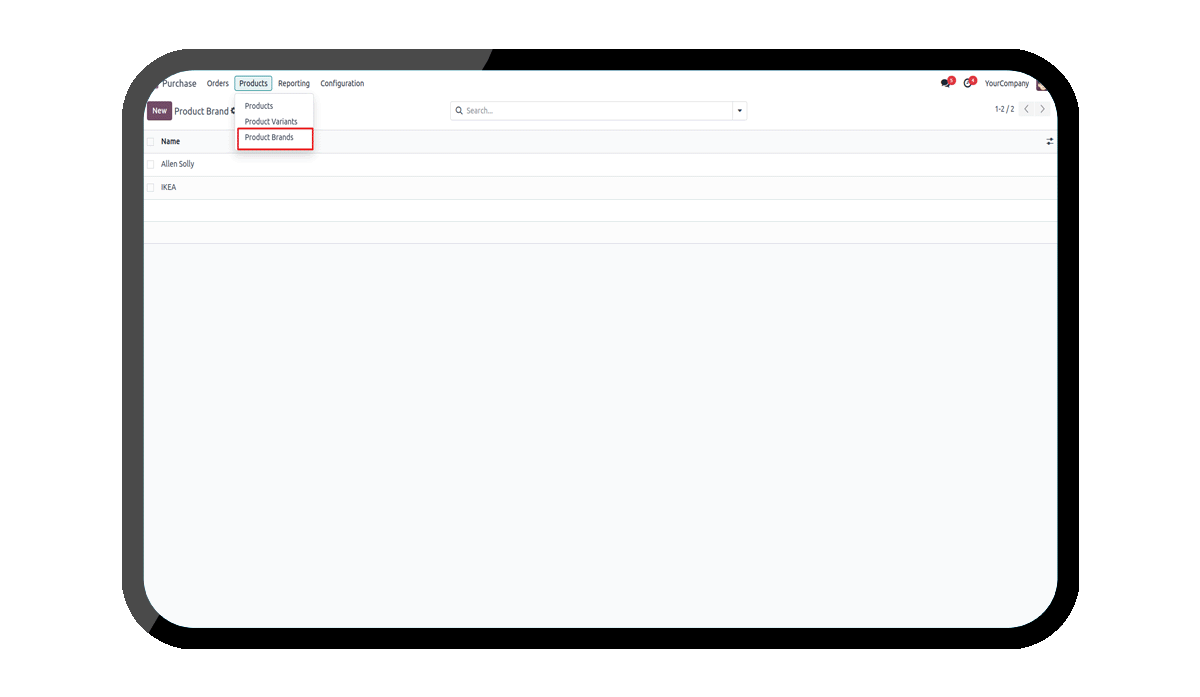 Purchase Orders Products Reporting Configuration 5 4 YourCompany
New Product Brand Search... 1-2 / 2
Products
Product Variants
Product Brands
Name
Allen Solly
IKEA